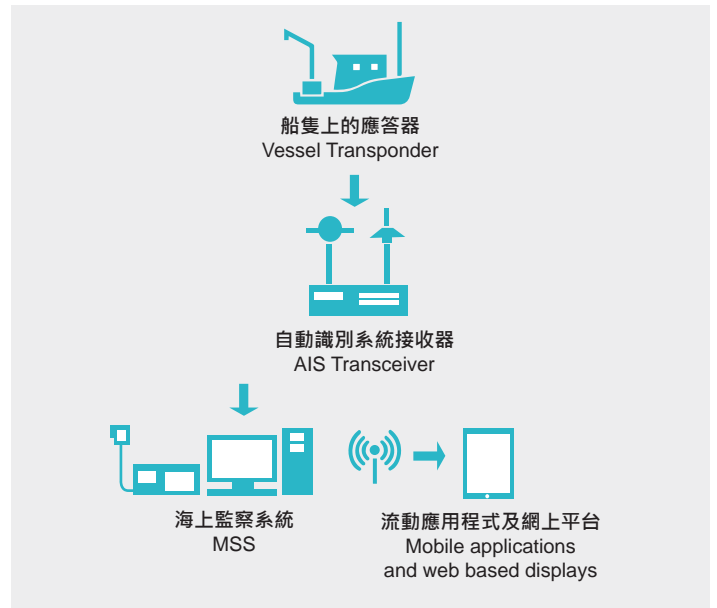 船隻上的應答器
Vessel Transponder
自動識別系統接收器
AIS Transceiver
海上監察系統
MSS
流動應用程式及網上平台
Mobile applications
and web based displays